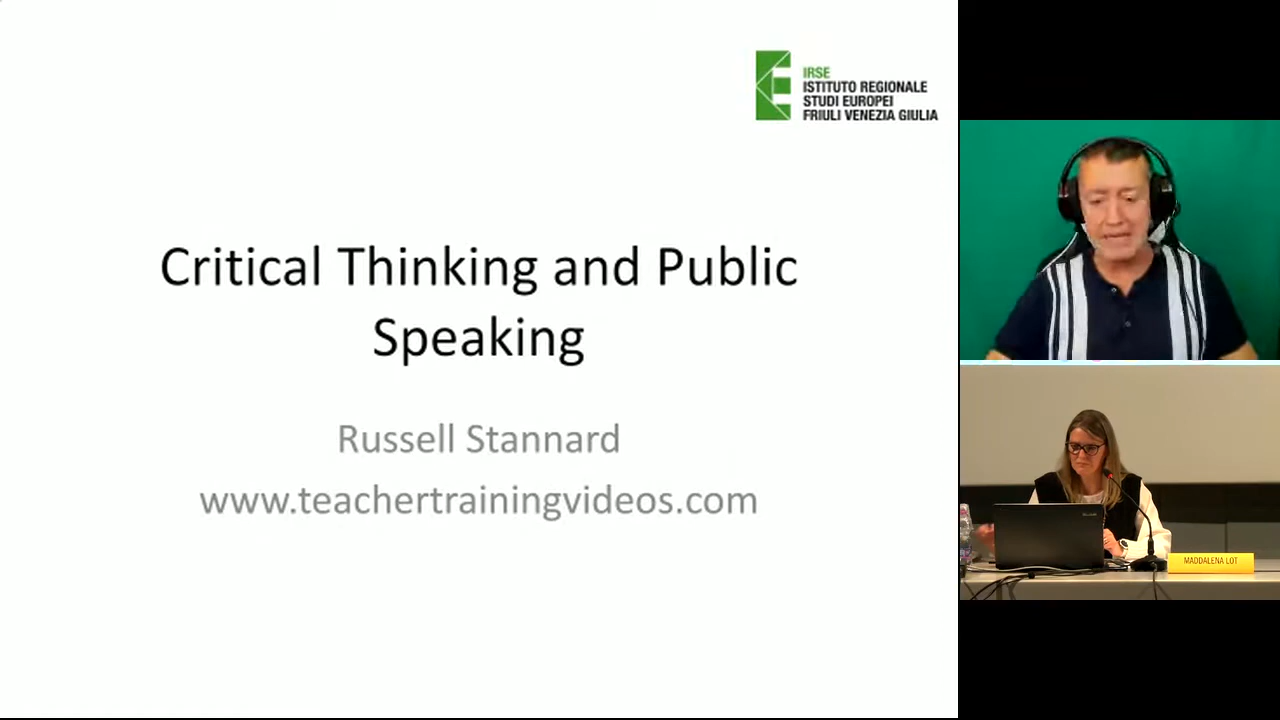 IRSE
ISTITUTO REGIONALE
STUDI EUROPEI
FRIULI VENEZIA GIULIA
Critical Thinking and Public
Speaking
Russell Stannard
www.teachertrainingvideos.com
MADDALENA LOT